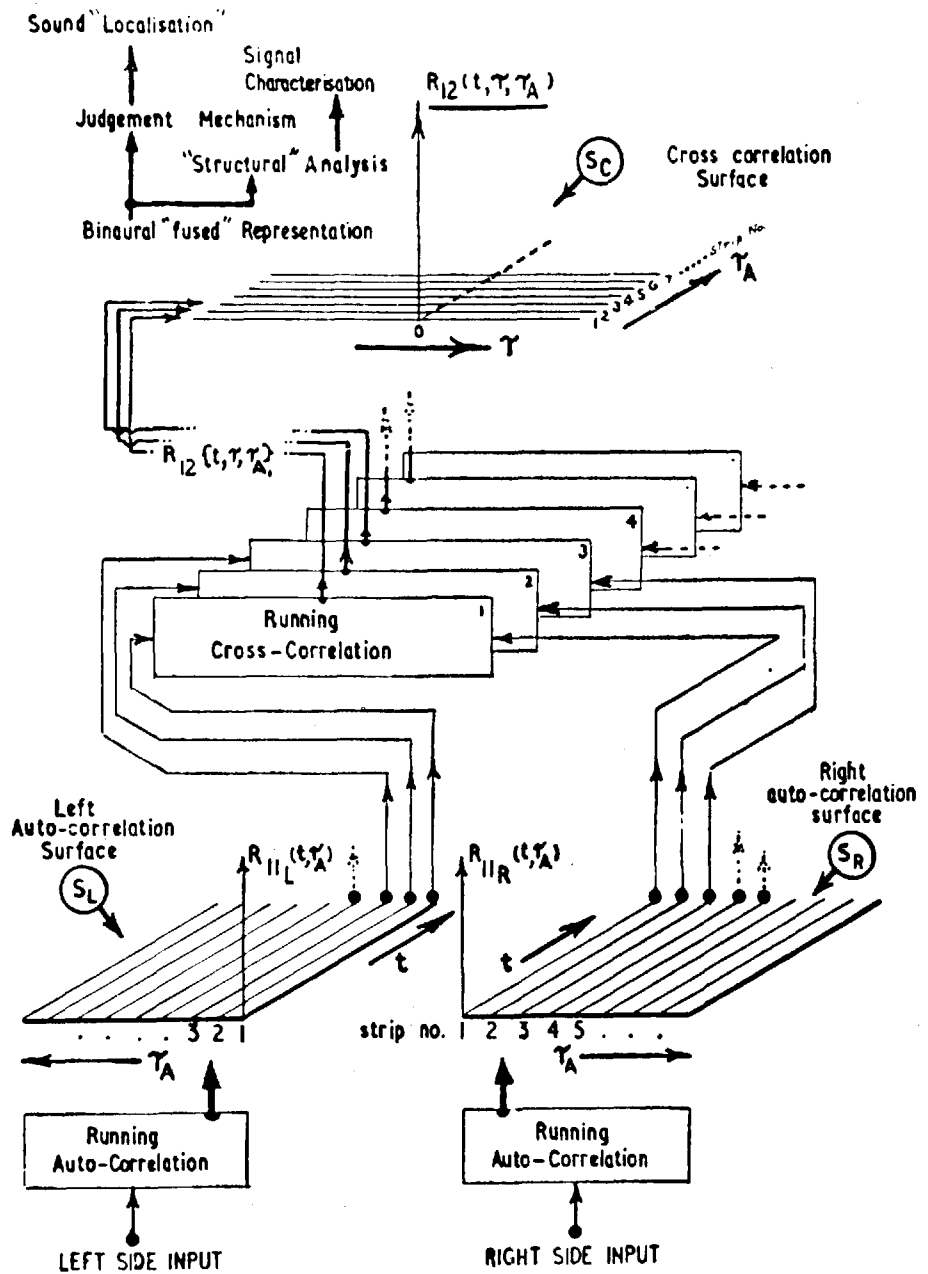 Sound "Localisation"
Signal
Characterisation
Judgement Mechanism
"Structural" Analysis
Binaural "fused" Representation
R12 (t, τ, τA)
SC
Cross correlation
Surface
strip No.
1 2 3 4 5 6 7
τA
0
τ
R12 {t, τ, τA,}
4
3
2
1
Running
Cross-Correlation
Left
Auto-correlation
Surface
SL
R11L (t, τA)
R11R (t, τA)
Right
auto-correlation
surface
SR
t
t
. . . . 3 2 1
strip no. 1 2 3 4 5 . . .
τA
τA
Running
Auto-Correlation
Running
Auto-Correlation
LEFT SIDE INPUT
RIGHT SIDE INPUT